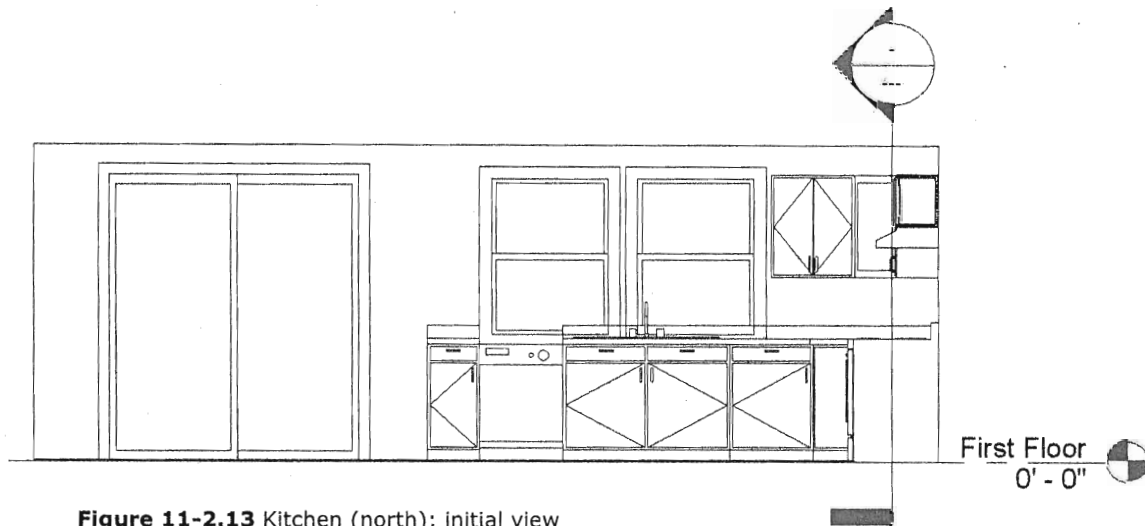 First Floor
0' - 0"
Figure 11-2.13 Kitchen (north): initial view